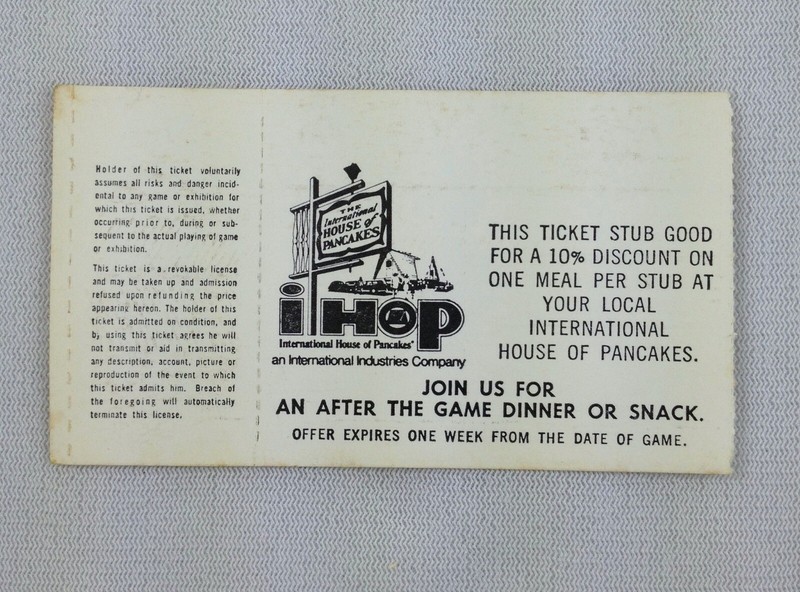 Holder of this ticket voluntarily
assumes all risks and danger incid-
ental to any game or exhibition for
which this ticket is issued, whether
occurring prior to, during or sub-
sequent to the actual playing of game
or exhibition.
This ticket is a revokable license
and may be taken up and admission
refused upon refunding the price
appearing hereon. The holder of this
ticket is admitted on condition, and
by using this ticket agrees he will
not transmit or aid in transmitting
any description, account, picture or
reproduction of the event to which
this ticket admits him. Breach of
the foregoing will automatically
terminate this license.
THE
International
HOUSE of
PANCAKES
iHOP
International House of Pancakes®
an International Industries Company
THIS TICKET STUB GOOD
FOR A 10% DISCOUNT ON
ONE MEAL PER STUB AT
YOUR LOCAL
INTERNATIONAL
HOUSE OF PANCAKES.
JOIN US FOR
AN AFTER THE GAME DINNER OR SNACK.
OFFER EXPIRES ONE WEEK FROM THE DATE OF GAME.